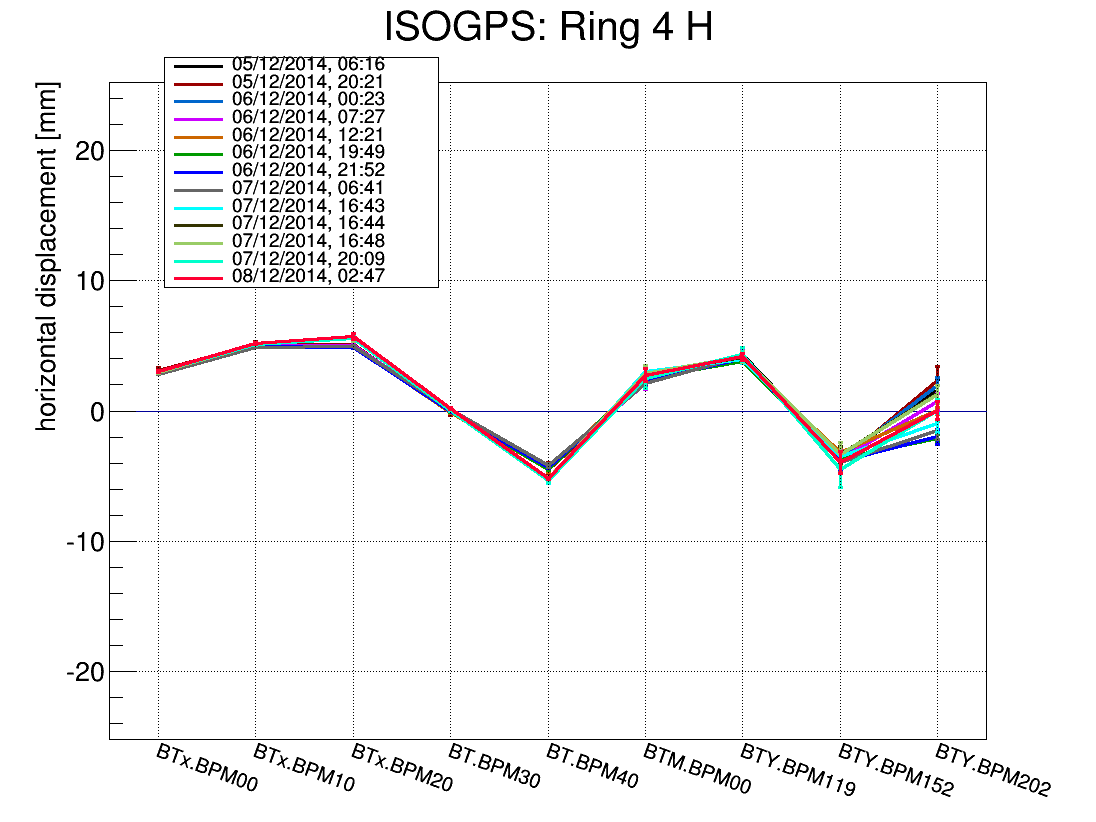 ISOGPS: Ring 4 H
05/12/2014, 06:16
05/12/2014, 20:21
06/12/2014, 00:23
06/12/2014, 07:27
06/12/2014, 12:21
06/12/2014, 19:49
06/12/2014, 21:52
07/12/2014, 06:41
07/12/2014, 16:43
07/12/2014, 16:44
07/12/2014, 16:48
07/12/2014, 20:09
08/12/2014, 02:47
horizontal displacement [mm]
20
10
0
-10
-20
BTx.BPM00
BTx.BPM10
BTx.BPM20
BT.BPM30
BT.BPM40
BTM.BPM00
BTY.BPM119
BTY.BPM152
BTY.BPM202